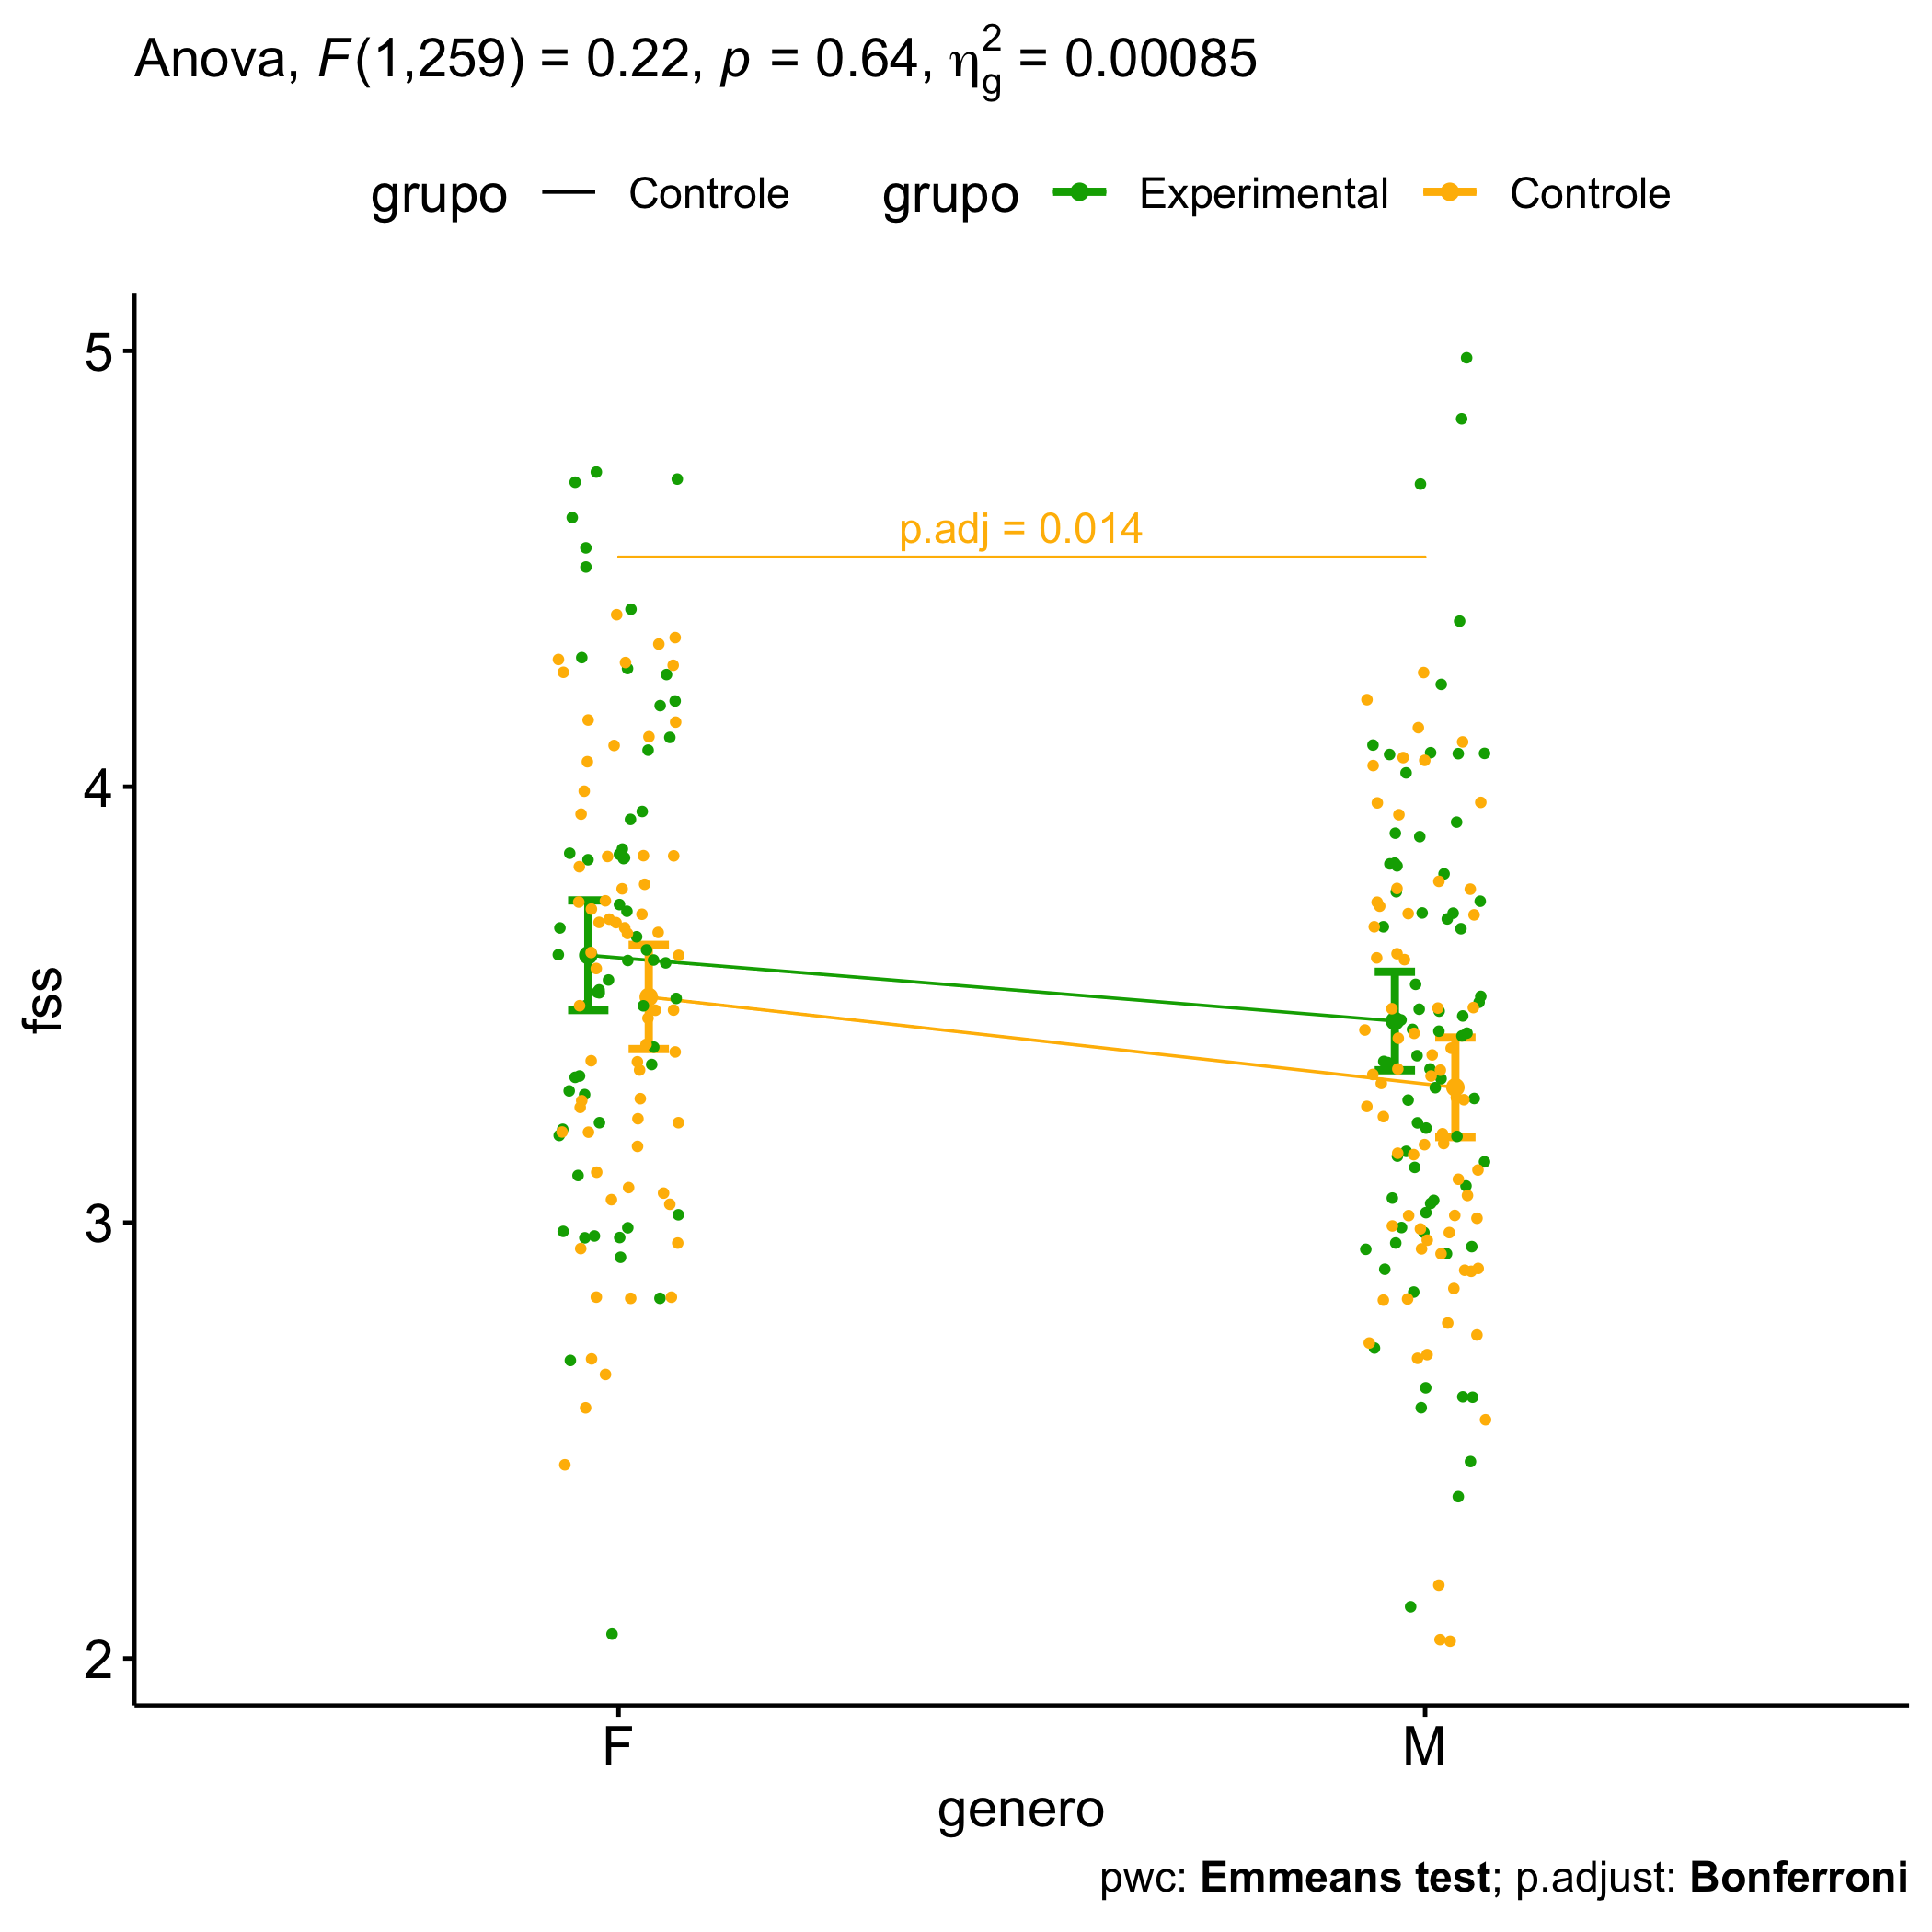 Anova, F(1,259) = 0.22, p = 0.64, η²g = 0.00085
grupo Controle grupo Experimental Controle
5
p.adj = 0.014
4
fss
3
2
F M
genero
pwc: Emmeans test; p.adjust: Bonferroni